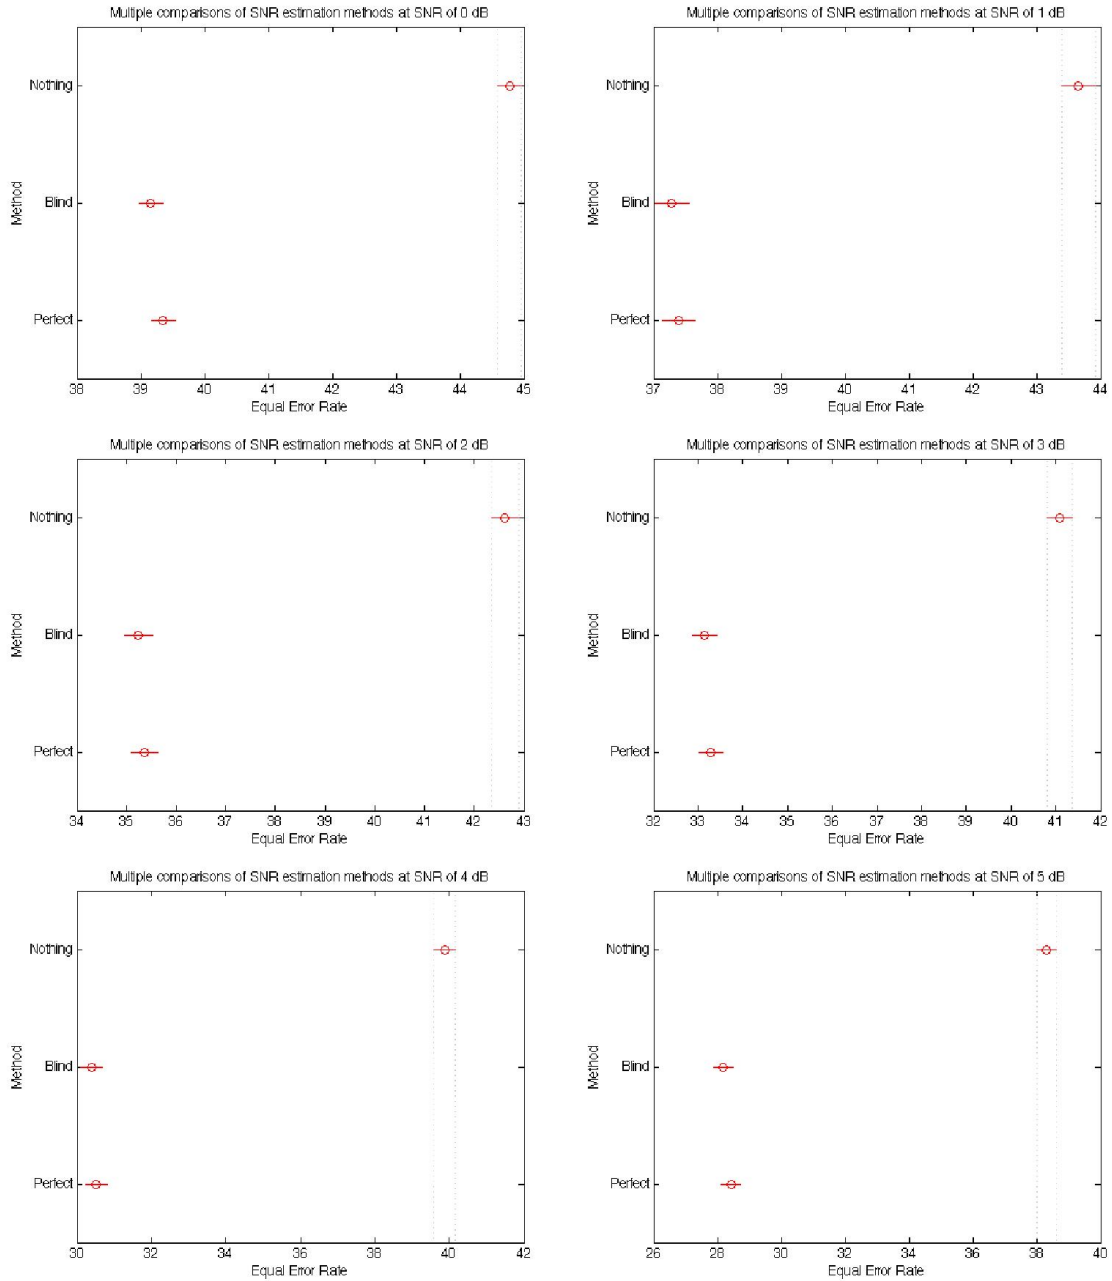 Multiple comparisons of SNR estimation methods at SNR of 0 dB
Nothing
Blind
Perfect
Method
38 39 40 41 42 43 44 45
Equal Error Rate
Multiple comparisons of SNR estimation methods at SNR of 1 dB
Nothing
Blind
Perfect
Method
37 38 39 40 41 42 43 44
Equal Error Rate
Multiple comparisons of SNR estimation methods at SNR of 2 dB
Nothing
Blind
Perfect
Method
34 35 36 37 38 39 40 41 42 43
Equal Error Rate
Multiple comparisons of SNR estimation methods at SNR of 3 dB
Nothing
Blind
Perfect
Method
32 33 34 35 36 37 38 39 40 41 42
Equal Error Rate
Multiple comparisons of SNR estimation methods at SNR of 4 dB
Nothing
Blind
Perfect
Method
30 32 34 36 38 40 42
Equal Error Rate
Multiple comparisons of SNR estimation methods at SNR of 5 dB
Nothing
Blind
Perfect
Method
26 28 30 32 34 36 38 40
Equal Error Rate